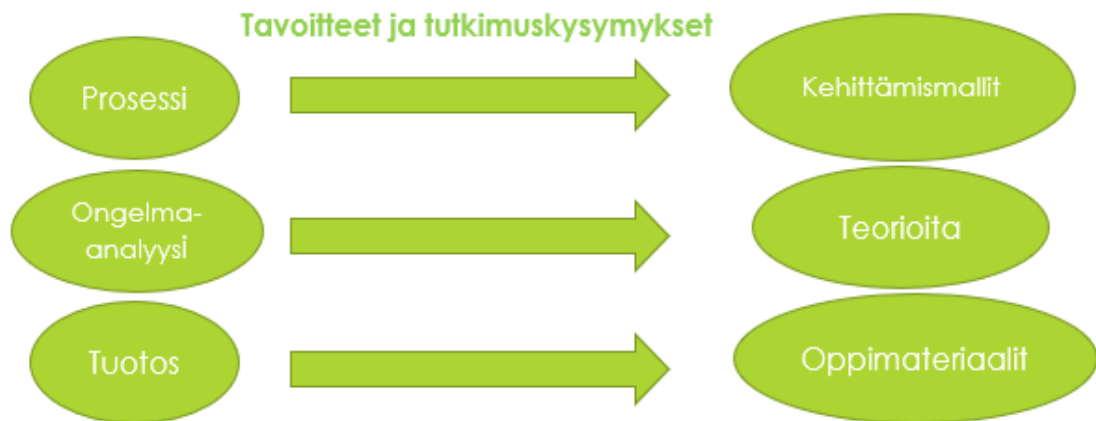 Tavoitteet ja tutkimuskysymykset
Prosessi
Kehittämismallit
Ongelma-
analyysi
Teorioita
Tuotos
Oppimateriaalit